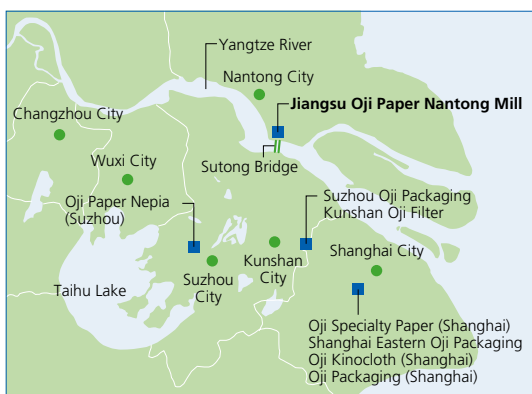 Yangtze River
Nantong City
Jiangsu Oji Paper Nantong Mill
Changzhou City
Wuxi City
Sutong Bridge
Oji Paper Nepia
(Suzhou)
Suzhou Oji Packaging
Kunshan Oji Filter
Shanghai City
Kunshan
City
Suzhou
City
Taihu Lake
Oji Specialty Paper (Shanghai)
Shanghai Eastern Oji Packaging
Oji Kinocloth (Shanghai)
Oji Packaging (Shanghai)